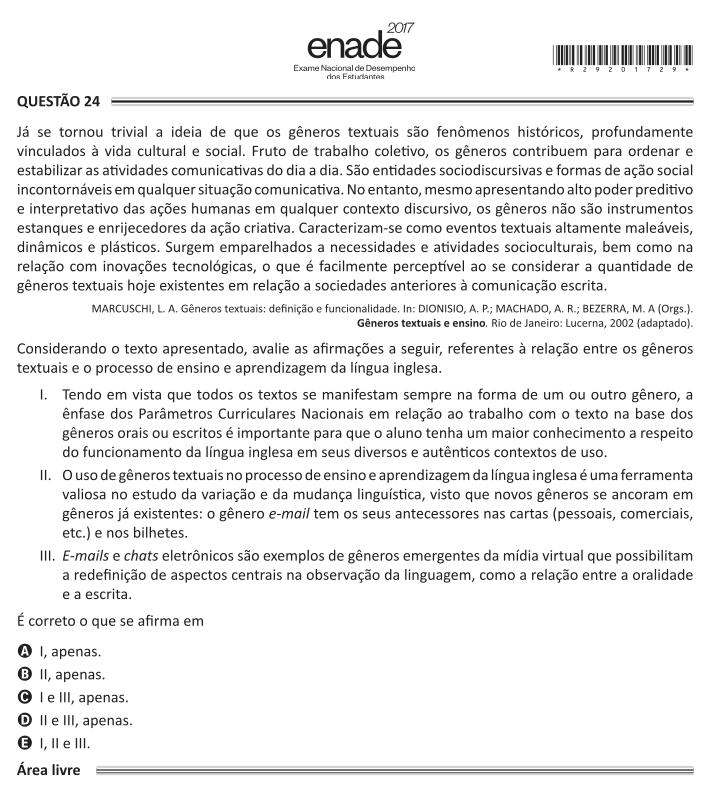 2017
enade
Exame Nacional de Desempenho
dos Estudantes
*R29201729*
QUESTÃO 24
Já se tornou trivial a ideia de que os gêneros textuais são fenômenos históricos, profundamente
vinculados à vida cultural e social. Fruto de trabalho coletivo, os gêneros contribuem para ordenar e
estabilizar as atividades comunicativas do dia a dia. São entidades sociodiscursivas e formas de ação social
incontornáveis em qualquer situação comunicativa. No entanto, mesmo apresentando alto poder preditivo
e interpretativo das ações humanas em qualquer contexto discursivo, os gêneros não são instrumentos
estanques e enrijecedores da ação criativa. Caracterizam-se como eventos textuais altamente maleáveis,
dinâmicos e plásticos. Surgem emparelhados a necessidades e atividades socioculturais, bem como na
relação com inovações tecnológicas, o que é facilmente perceptível ao se considerar a quantidade de
gêneros textuais hoje existentes em relação a sociedades anteriores à comunicação escrita.
MARCUSCHI, L. A. Gêneros textuais: definição e funcionalidade. In: DIONISIO, A. P.; MACHADO, A. R.; BEZERRA, M. A (Orgs.).
Gêneros textuais e ensino. Rio de Janeiro: Lucerna, 2002 (adaptado).
Considerando o texto apresentado, avalie as afirmações a seguir, referentes à relação entre os gêneros
textuais e o processo de ensino e aprendizagem da língua inglesa.
I. Tendo em vista que todos os textos se manifestam sempre na forma de um ou outro gênero, a
ênfase dos Parâmetros Curriculares Nacionais em relação ao trabalho com o texto na base dos
gêneros orais ou escritos é importante para que o aluno tenha um maior conhecimento a respeito
do funcionamento da língua inglesa em seus diversos e autênticos contextos de uso.
II. O uso de gêneros textuais no processo de ensino e aprendizagem da língua inglesa é uma ferramenta
valiosa no estudo da variação e da mudança linguística, visto que novos gêneros se ancoram em
gêneros já existentes: o gênero e-mail tem os seus antecessores nas cartas (pessoais, comerciais,
etc.) e nos bilhetes.
III. E-mails e chats eletrônicos são exemplos de gêneros emergentes da mídia virtual que possibilitam
a redefinição de aspectos centrais na observação da linguagem, como a relação entre a oralidade
e a escrita.
É correto o que se afirma em
A I, apenas.
B II, apenas.
C I e III, apenas.
D II e III, apenas.
E I, II e III.
Área livre